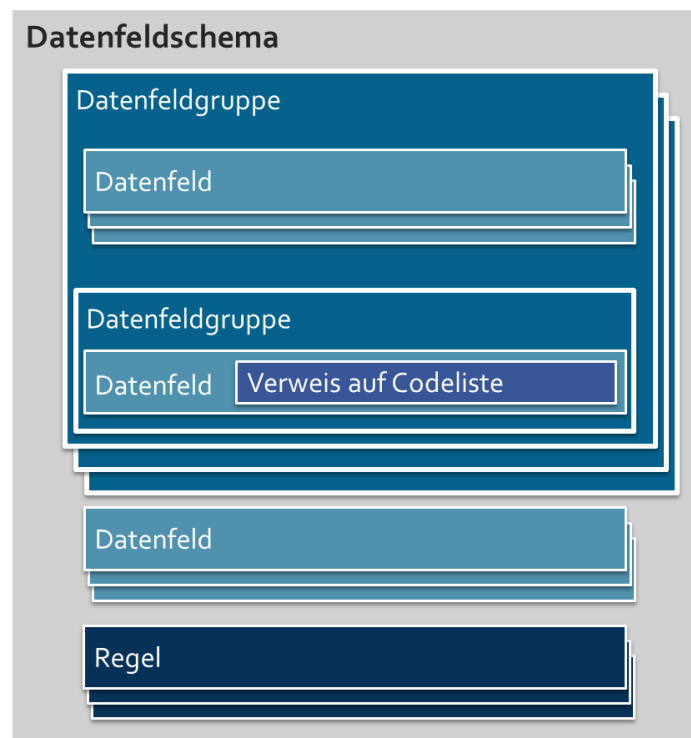 Datenfeldschema
Datenfeldgruppe
Datenfeld
Datenfeldgruppe
Datenfeld
Verweis auf Codeliste
Datenfeld
Regel